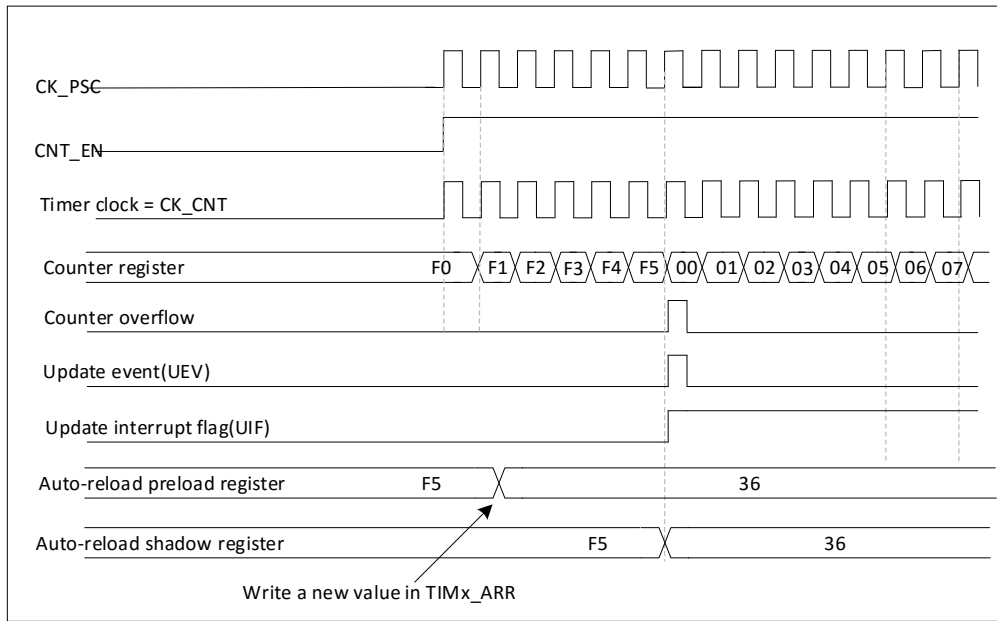 CK_PSC
CNT_EN
Timer clock = CK_CNT
Counter register F0 F1 F2 F3 F4 F5 00 01 02 03 04 05 06 07
Counter overflow
Update event(UEV)
Update interrupt flag(UIF)
Auto-reload preload register F5 36
Auto-reload shadow register F5 36
Write a new value in TIMx_ARR